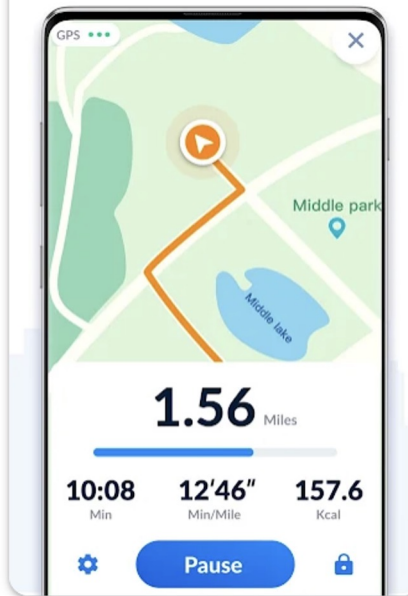 GPS
Middle park
Middle lake
1.56 Miles
10:08 12'46" 157.6
Min Min/Mile Kcal
Pause